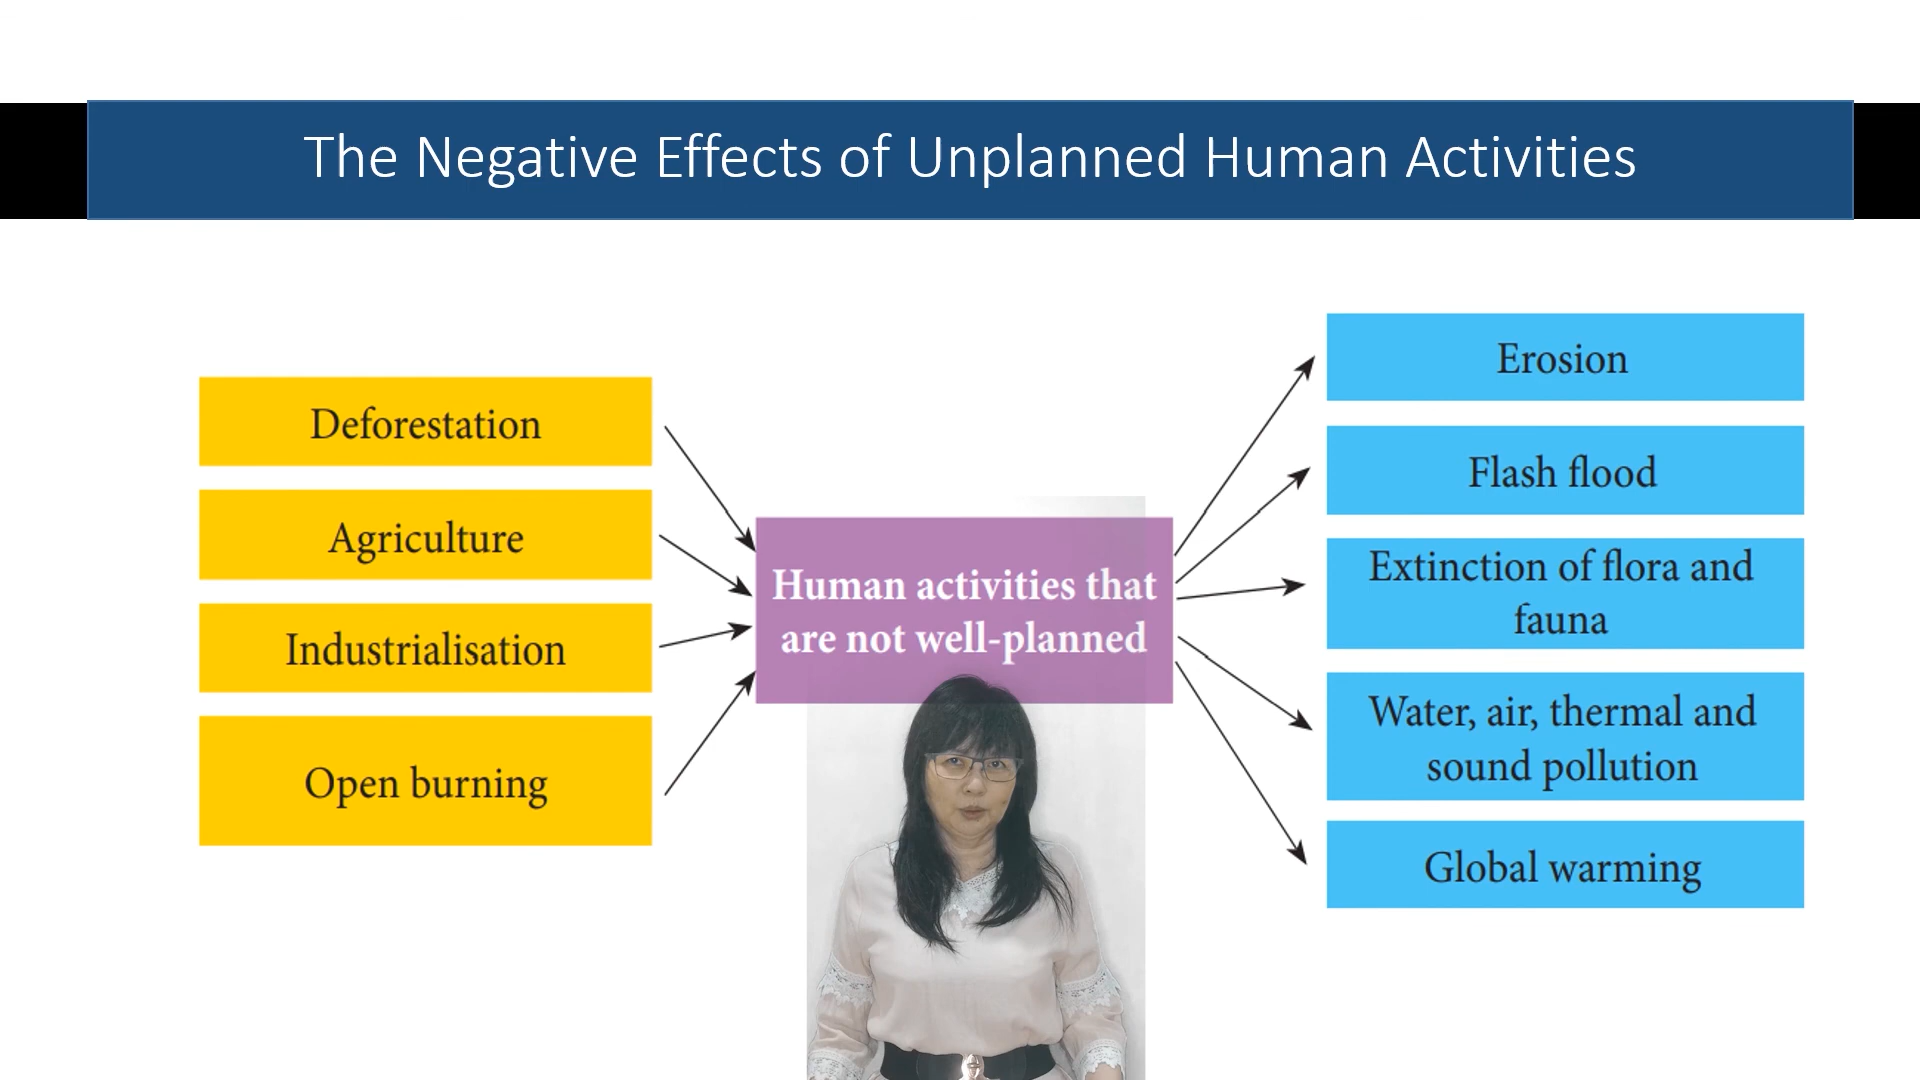 The Negative Effects of Unplanned Human Activities
Deforestation
Agriculture
Industrialisation
Open burning
Human activities that
are not well-planned
Erosion
Flash flood
Extinction of flora and
fauna
Water, air, thermal and
sound pollution
Global warming